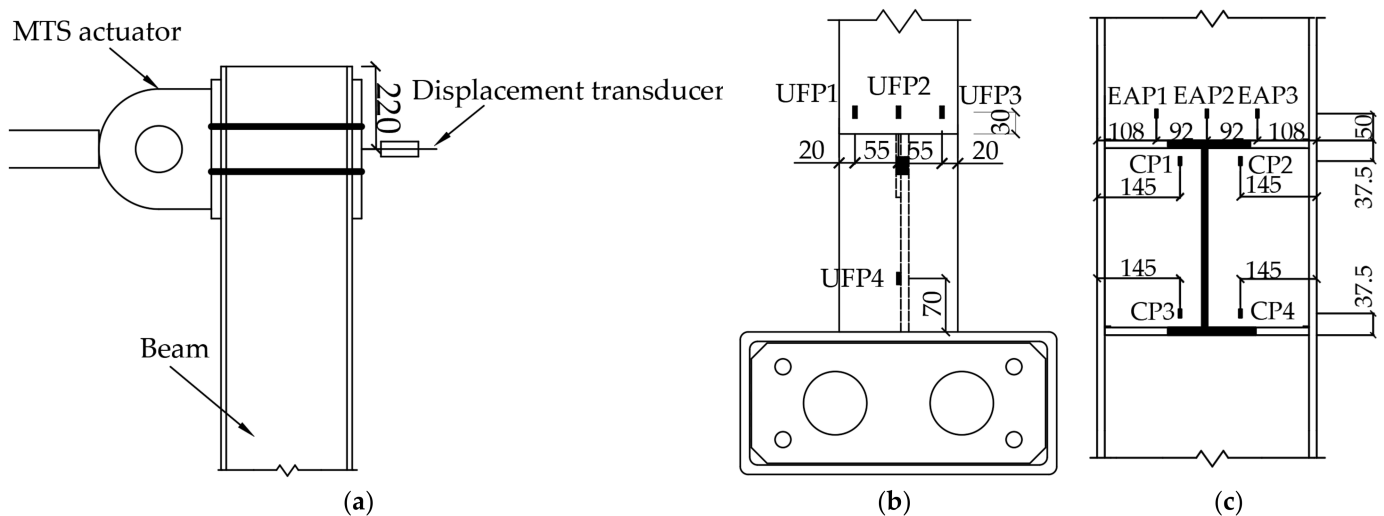 MTS actuator
220
Displacement transducer
Beam
(a)
UFP1
UFP2
UFP3
30
20
55
55
20
UFP4
70
(b)
EAP1 EAP2 EAP3
108
92
92
108
50
CP1
CP2
145
145
37.5
145
145
37.5
CP3
CP4
(c)